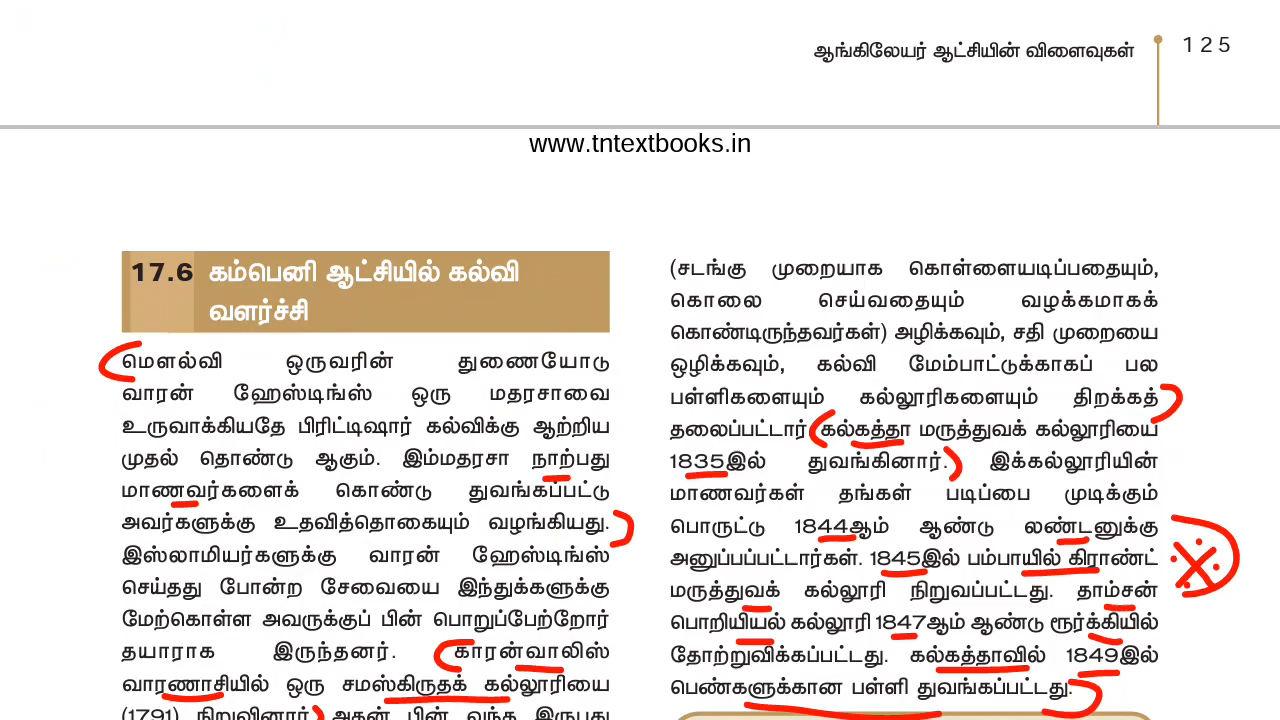 ஆங்கிலேயர் ஆட்சியின் விளைவுகள் 125
www.tntextbooks.in
17.6 கம்பெனி ஆட்சியில் கல்வி
வளர்ச்சி
மௌல்வி ஒருவரின் துணையோடு
வாரன் ஹேஸ்டிங்ஸ் ஒரு மதரசாவை
உருவாக்கியதே பிரிட்டிஷார் கல்விக்கு ஆற்றிய
முதல் தொண்டு ஆகும். இம்மதரசா நாற்பது
மாணவர்களைக் கொண்டு துவங்கப்பட்டு
அவர்களுக்கு உதவித்தொகையும் வழங்கியது.
இஸ்லாமியர்களுக்கு வாரன் ஹேஸ்டிங்ஸ்
செய்தது போன்ற சேவையை இந்துக்களுக்கு
மேற்கொள்ள அவருக்குப் பின் பொறுப்பேற்றோர்
தயாராக இருந்தனர். காரன்வாலிஸ்
வாரணாசியில் ஒரு சமஸ்கிருதக் கல்லூரியை
(1791) நிறுவினார். அதன் பின் வந்த இருபது
(சடங்கு முறையாக கொள்ளையடிப்பதையும்,
கொலை செய்வதையும் வழக்கமாகக்
கொண்டிருந்தவர்கள்) அழிக்கவும், சதி முறையை
ஒழிக்கவும், கல்வி மேம்பாட்டுக்காகப் பல
பள்ளிகளையும் கல்லூரிகளையும் திறக்கத்
தலைப்பட்டார் கல்கத்தா மருத்துவக் கல்லூரியை
1835இல் துவங்கினார். இக்கல்லூரியின்
மாணவர்கள் தங்கள் படிப்பை முடிக்கும்
பொருட்டு 1844ஆம் ஆண்டு லண்டனுக்கு
அனுப்பப்பட்டார்கள். 1845இல் பம்பாயில் கிராண்ட்
மருத்துவக் கல்லூரி நிறுவப்பட்டது. தாம்சன்
பொறியியல் கல்லூரி 1847ஆம் ஆண்டு ரூர்க்கியில்
தோற்றுவிக்கப்பட்டது. கல்கத்தாவில் 1849இல்
பெண்களுக்கான பள்ளி துவங்கப்பட்டது.